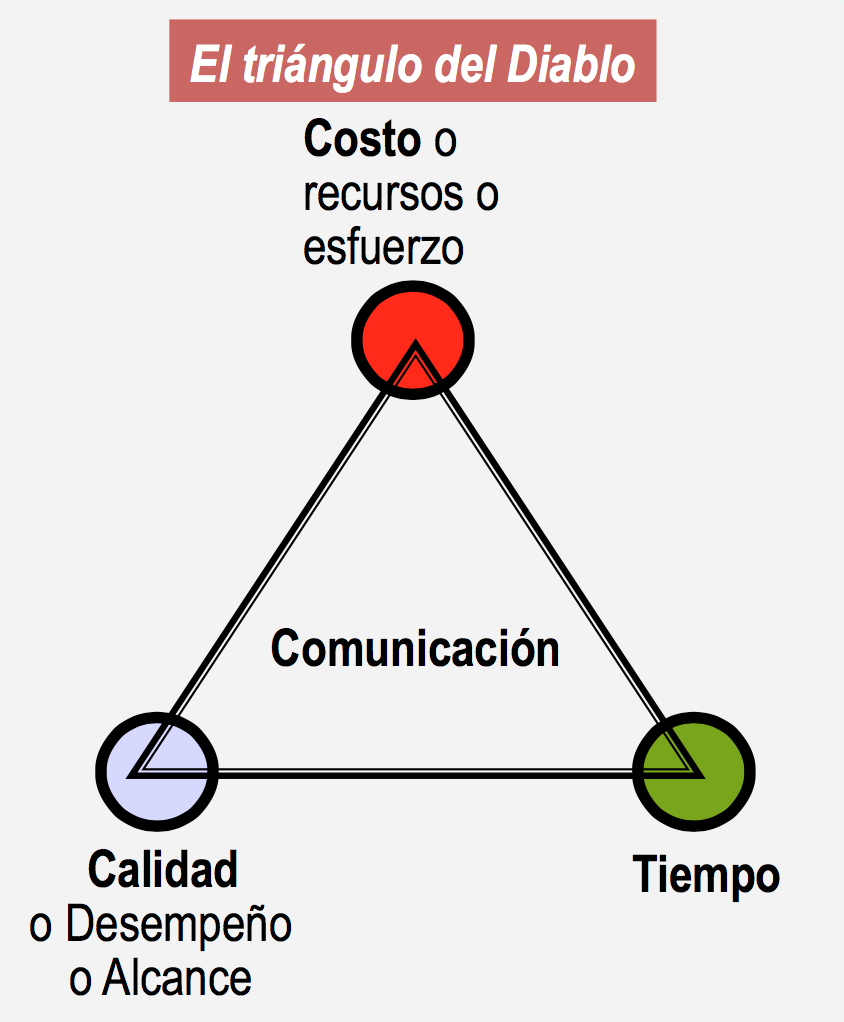 El triángulo del Diablo
Costo o
recursos o
esfuerzo
Comunicación
Calidad
o Desempeño
o Alcance
Tiempo